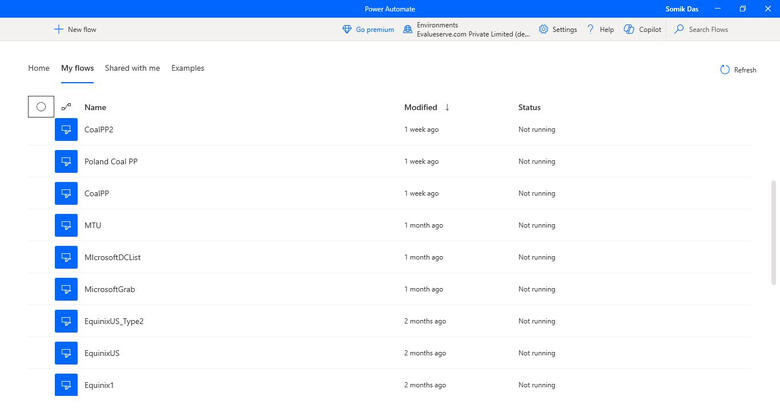 Power Automate
Somik Das
New flow
Go premium
Environments
Evalueserve.com Private Limited (de...
Settings
Help
Copilot
Search Flows
Home My flows Shared with me Examples
Refresh
Name Modified ↓ Status
CoalPP2 1 week ago Not running
Poland Coal PP 1 week ago Not running
CoalPP 1 week ago Not running
MTU 1 month ago Not running
MIcrosoftDCList 1 month ago Not running
MicrosoftGrab 1 month ago Not running
EquinixUS_Type2 2 months ago Not running
EquinixUS 2 months ago Not running
Equinix1 2 months ago Not running